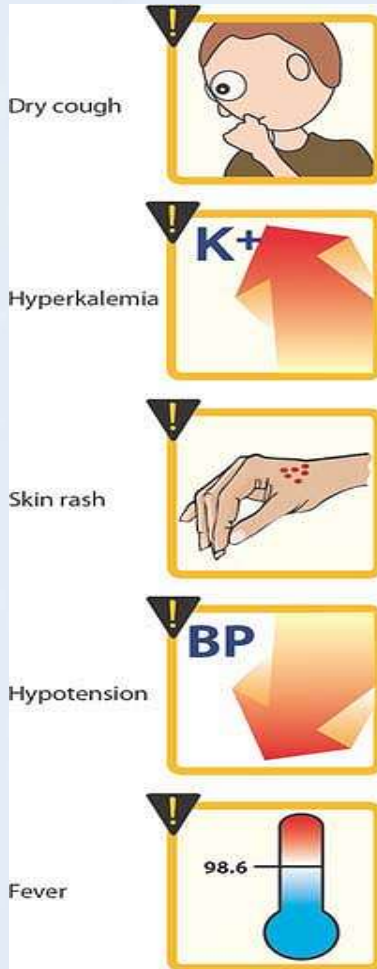 !
Dry cough
!
K+
Hyperkalemia
!
Skin rash
!
BP
Hypotension
!
98.6
Fever